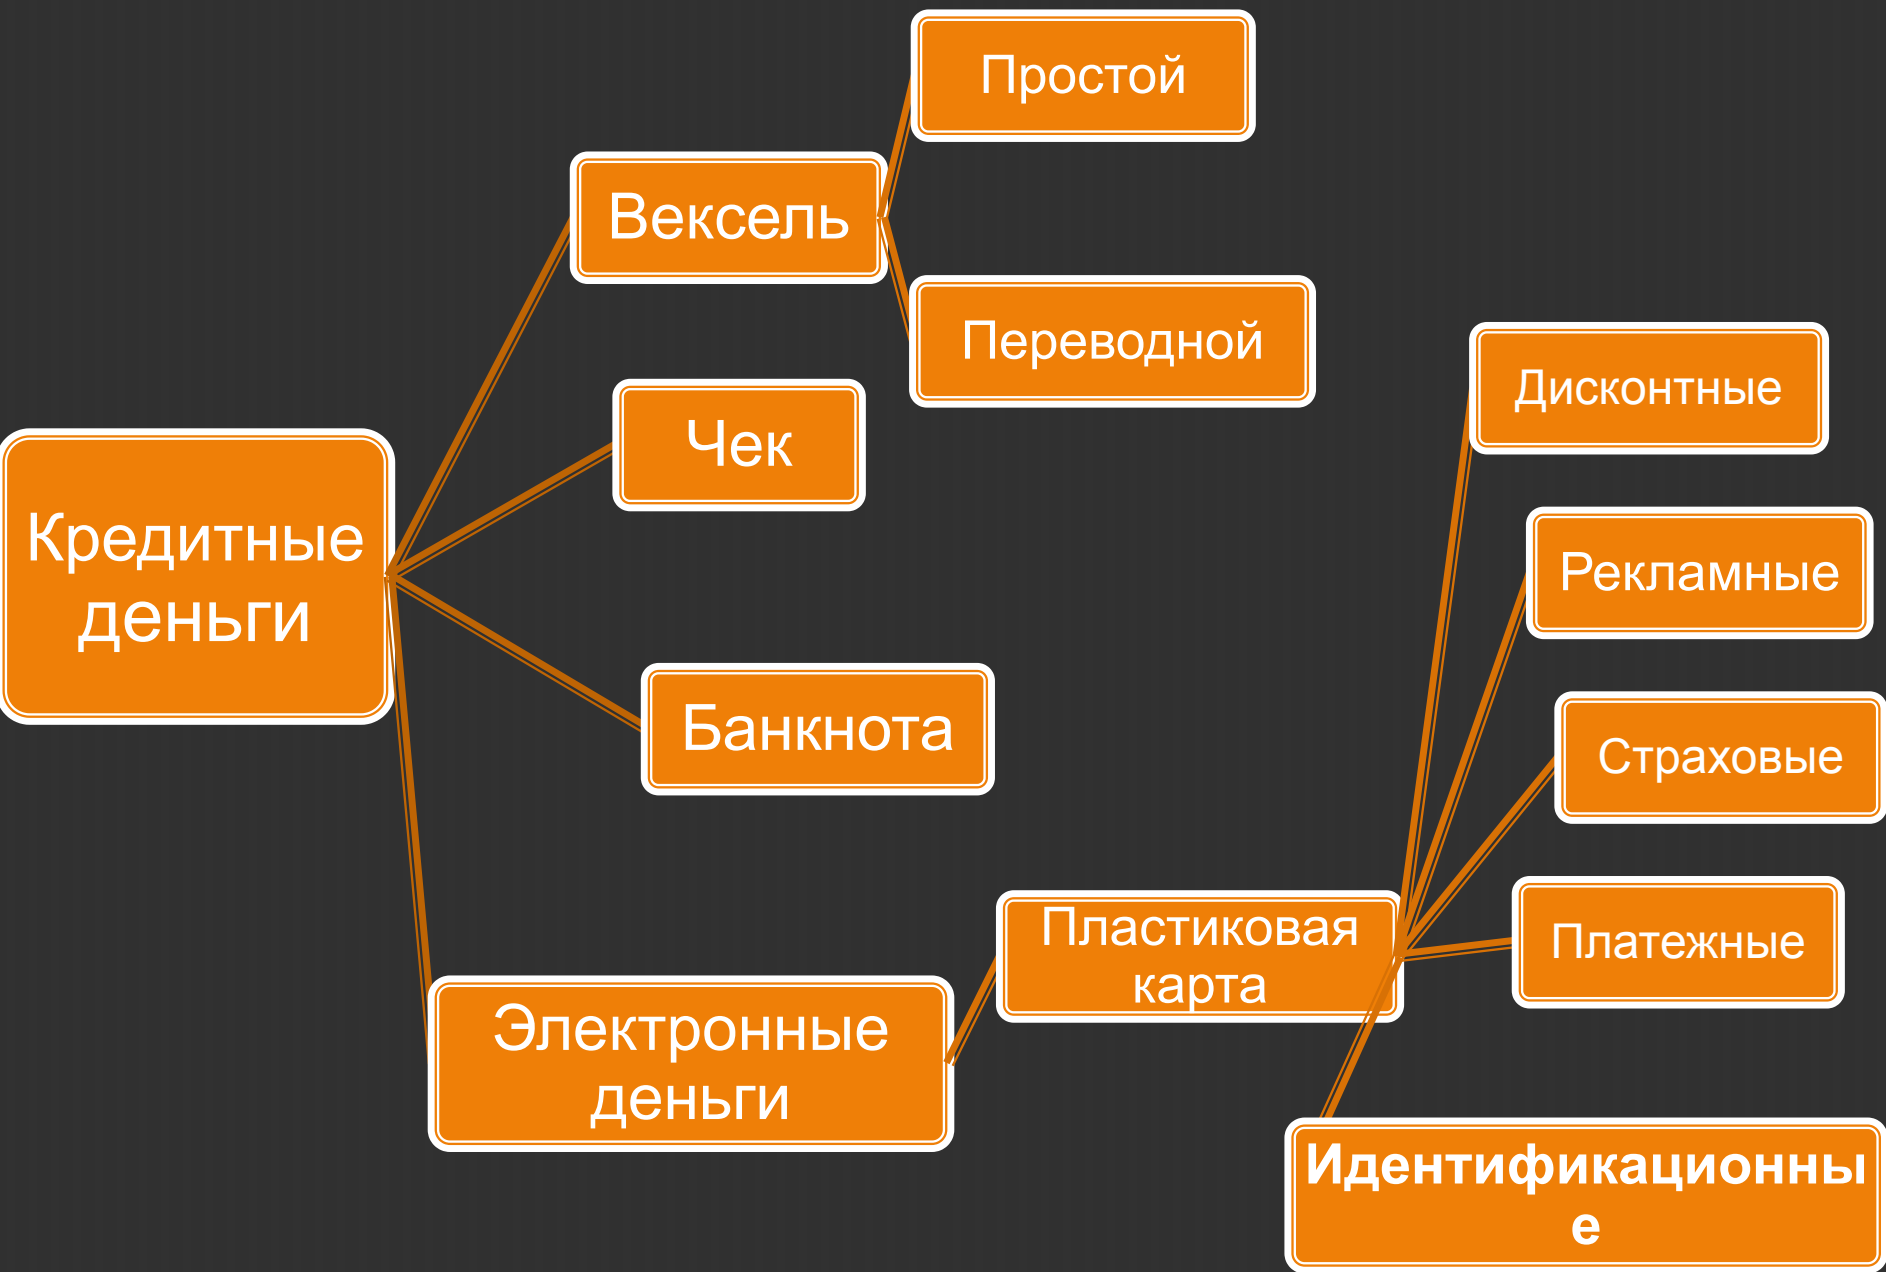 Простой
Вексель
Переводной
Дисконтные
Чек
Кредитные
деньги
Рекламные
Банкнота
Страховые
Пластиковая
карта
Платежные
Электронные
деньги
Идентификационны
е